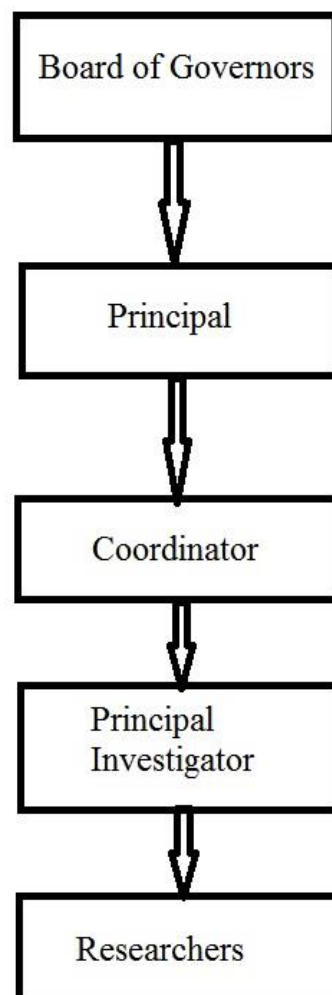 Board of Governors
Principal
Coordinator
Principal
Investigator
Researchers